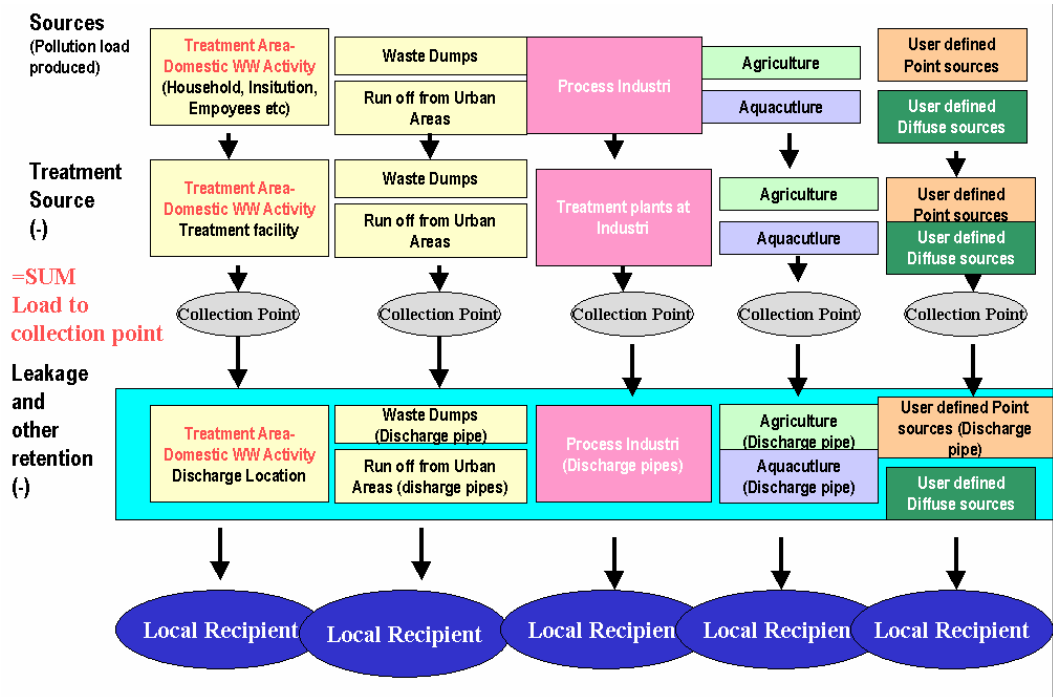 Sources
(Pollution load
produced)
Treatment Area-
Domestic WW Activity
(Household, Insitution,
Empoyees etc)
Waste Dumps
Run off from Urban
Areas
Process Industri
Agriculture
Aquacutlure
User defined
Point sources
User defined
Diffuse sources
Treatment
Source
(-)
Treatment Area-
Domestic WW Activity
Treatment facility
Waste Dumps
Run off from Urban
Areas
Treatment plants at
Industri
Agriculture
Aquacutlure
User defined
Point sources
User defined
Diffuse sources
=SUM
Load to
collection point
Collection Point
Collection Point
Collection Point
Collection Point
Collection Point
Leakage
and
other
retention
(-)
Treatment Area-
Domestic WW Activity
Discharge Location
Waste Dumps
(Discharge pipe)
Run off from Urban
Areas (disharge pipes)
Process Industri
(Discharge pipes)
Agriculture
(Discharge pipe)
Aquacutlure
(Discharge pipe)
User defined Point
sources (Discharge
pipe)
User defined
Diffuse sources
Local Recipient
Local Recipient
Local Recipien
Local Recipient
Local Recipient